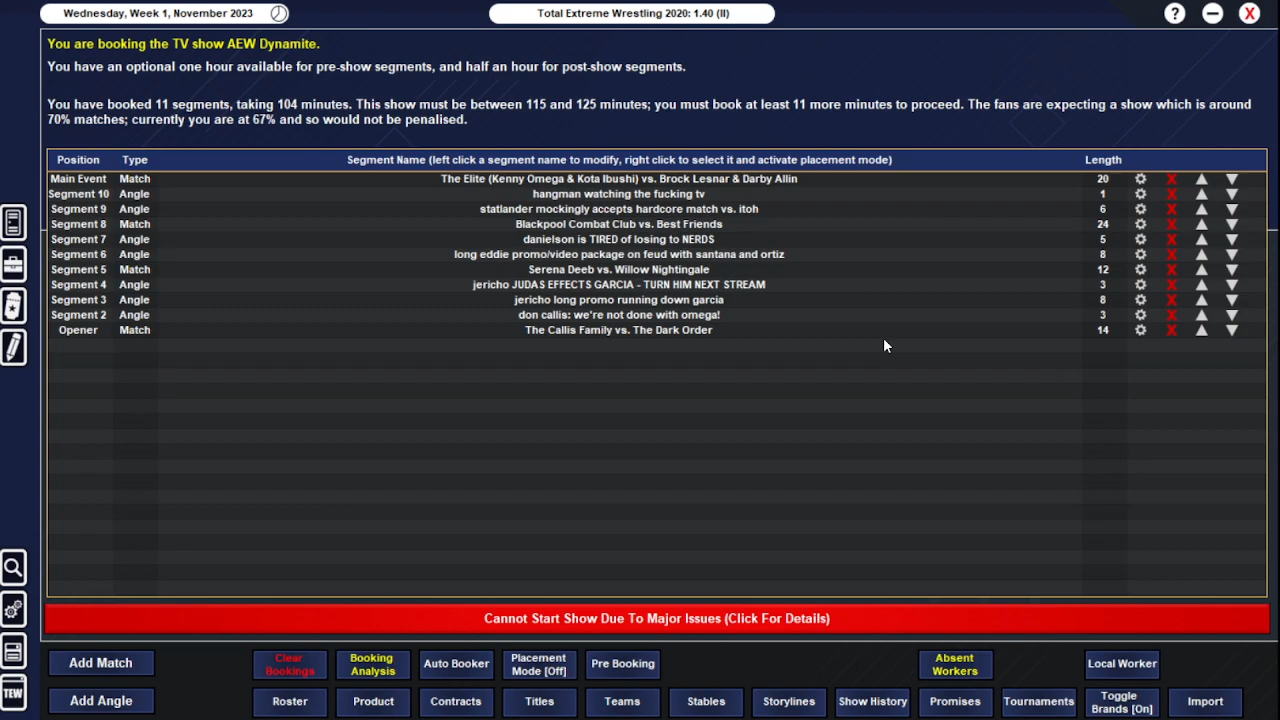 Wednesday, Week 1, November 2023
Total Extreme Wrestling 2020: 1.40 (II)
? X
You are booking the TV show AEW Dynamite.
You have an optional one hour available for pre-show segments, and half an hour for post-show segments.
You have booked 11 segments, taking 104 minutes. This show must be between 115 and 125 minutes; you must book at least 11 more minutes to proceed. The fans are expecting a show which is around
70% matches; currently you are at 67% and so would not be penalised.
Position Type Segment Name (left click a segment name to modify, right click to select it and activate placement mode) Length
Main Event Match The Elite (Kenny Omega & Kota Ibushi) vs. Brock Lesnar & Darby Allin 20 X
Segment 10 Angle hangman watching the fucking tv 1 X
Segment 9 Angle statlander mockingly accepts hardcore match vs. itoh 6 X
Segment 8 Match Blackpool Combat Club vs. Best Friends 24 X
Segment 7 Angle danielson is TIRED of losing to NERDS 5 X
Segment 6 Angle long eddie promo/video package on feud with santana and ortiz 8 X
Segment 5 Match Serena Deeb vs. Willow Nightingale 12 X
Segment 4 Angle jericho JUDAS EFFECTS GARCIA - TURN HIM NEXT STREAM 3 X
Segment 3 Angle jericho long promo running down garcia 8 X
Segment 2 Angle don callis: we're not done with omega! 3 X
Opener Match The Callis Family vs. The Dark Order 14 X
Cannot Start Show Due To Major Issues (Click For Details)
Add Match
Clear
Bookings
Booking
Analysis
Auto Booker
Placement
Mode [Off]
Pre Booking
Absent
Workers
Local Worker
TEW
Add Angle
Roster
Product
Contracts
Titles
Teams
Stables
Storylines
Show History
Promises
Tournaments
Toggle
Brands [On]
Import